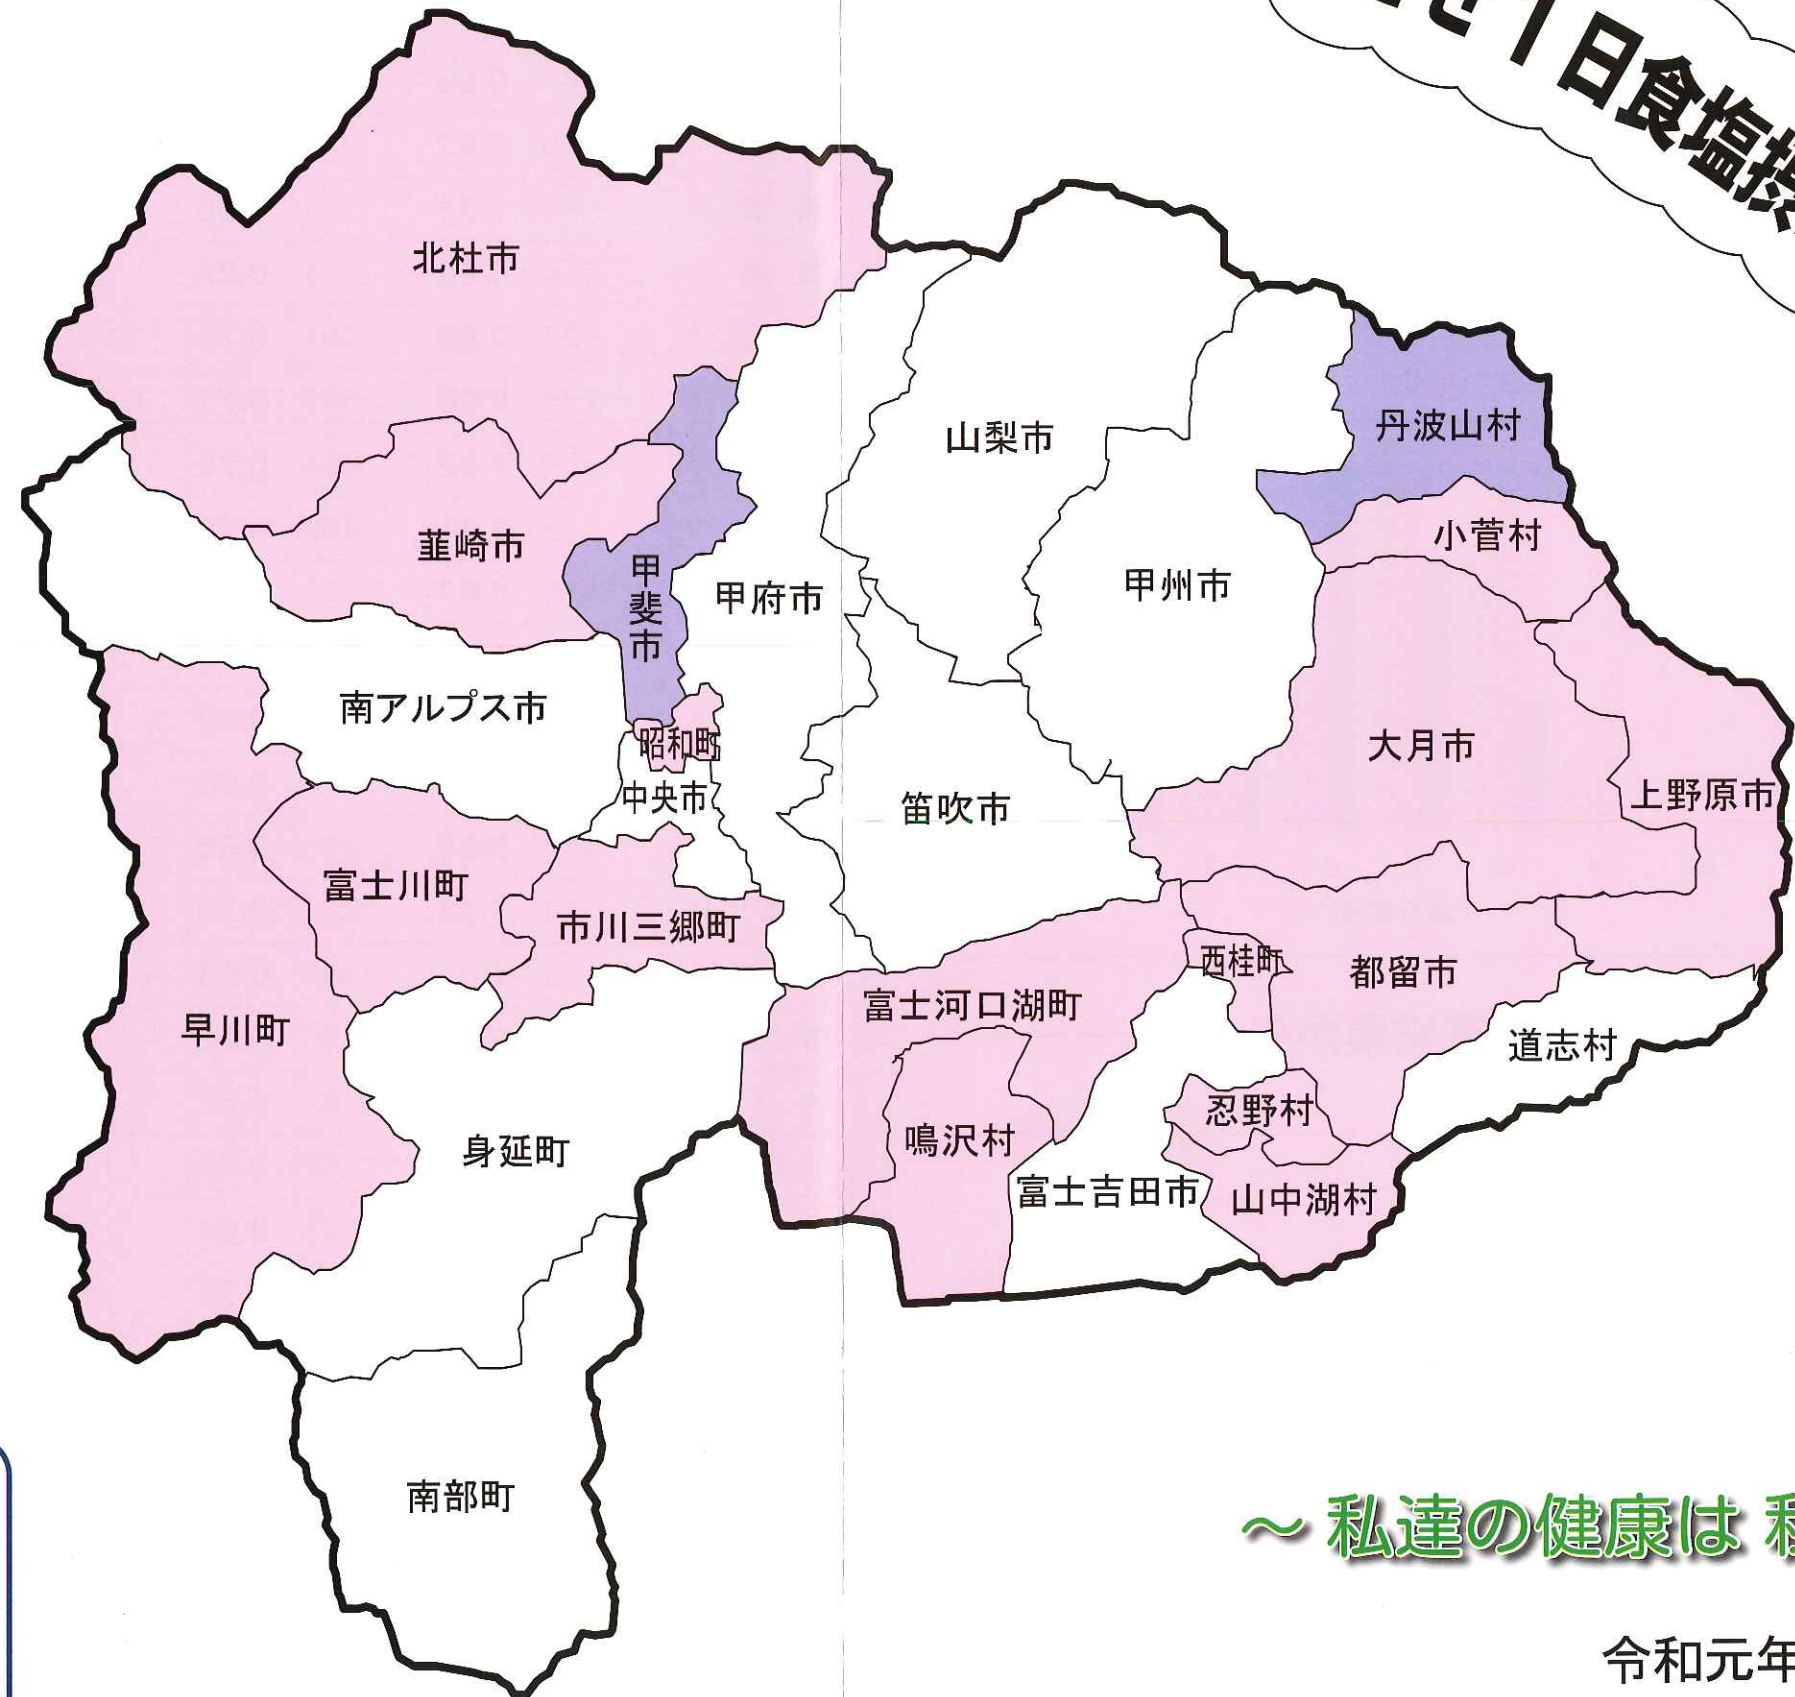 1日食塩摂
北杜市
山梨市
丹波山村
小菅村
韮崎市
甲斐市
甲府市
甲州市
南アルプス市
昭和町
大月市
中央市
笛吹市
上野原市
富士川町
市川三郷町
西桂町
都留市
早川町
富士河口湖町
道志村
身延町
鳴沢村
忍野村
富士吉田市
山中湖村
南部町
～ 私達の健康は 私
令和元年